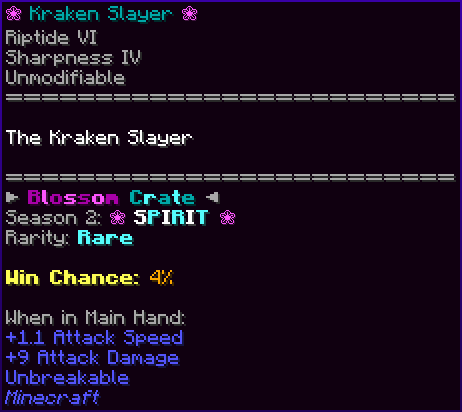 ❀ Kraken Slayer ❀
Riptide VI
Sharpness IV
Unmodifiable
==============================
The Kraken Slayer
==============================
► Blossom Crate ◄
Season 2: ❀ SPIRIT ❀
Rarity: Rare
Win Chance: 4%
When in Main Hand:
+1.1 Attack Speed
+9 Attack Damage
Unbreakable
Minecraft